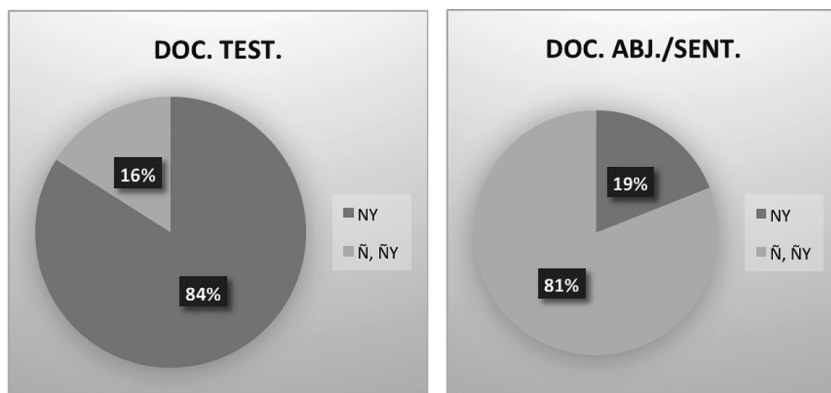 DOC. TEST.
16%
84%
NY
Ñ, ÑY
DOC. ABJ./SENT.
19%
81%
NY
Ñ, ÑY